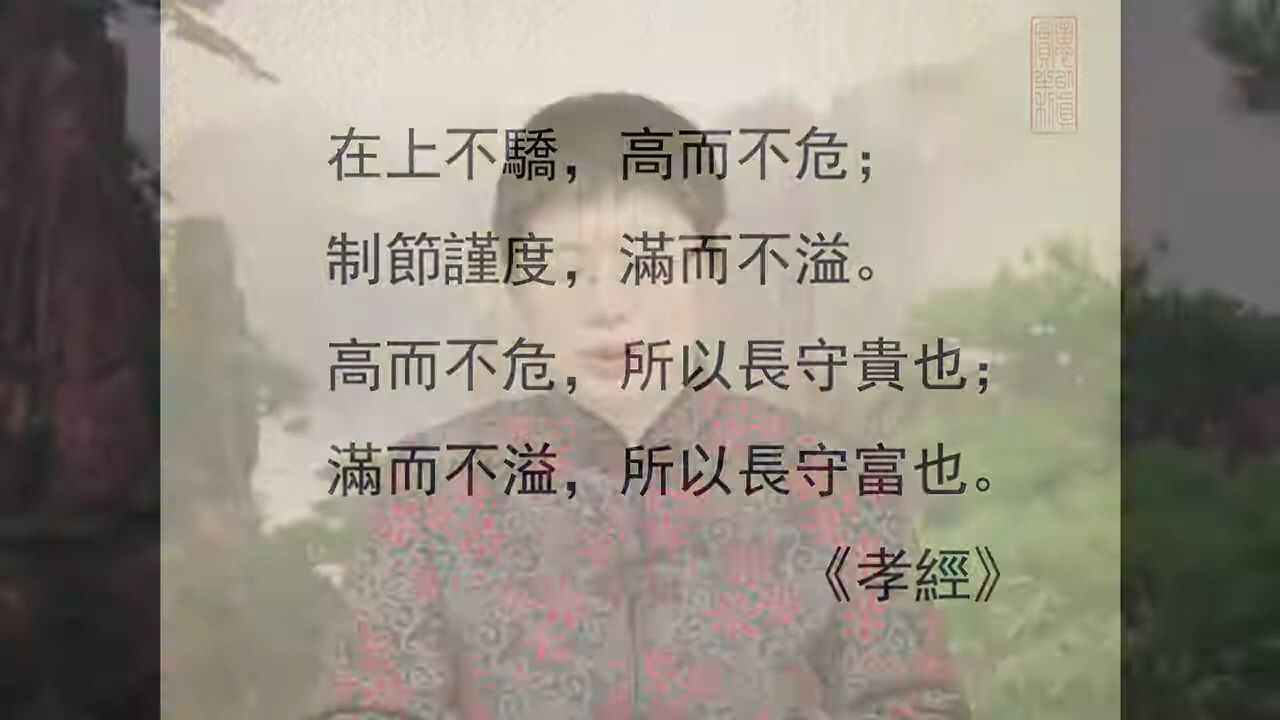 在上不驕，高而不危；
制節謹度，滿而不溢。
高而不危，所以長守貴也；
滿而不溢，所以長守富也。
《孝經》